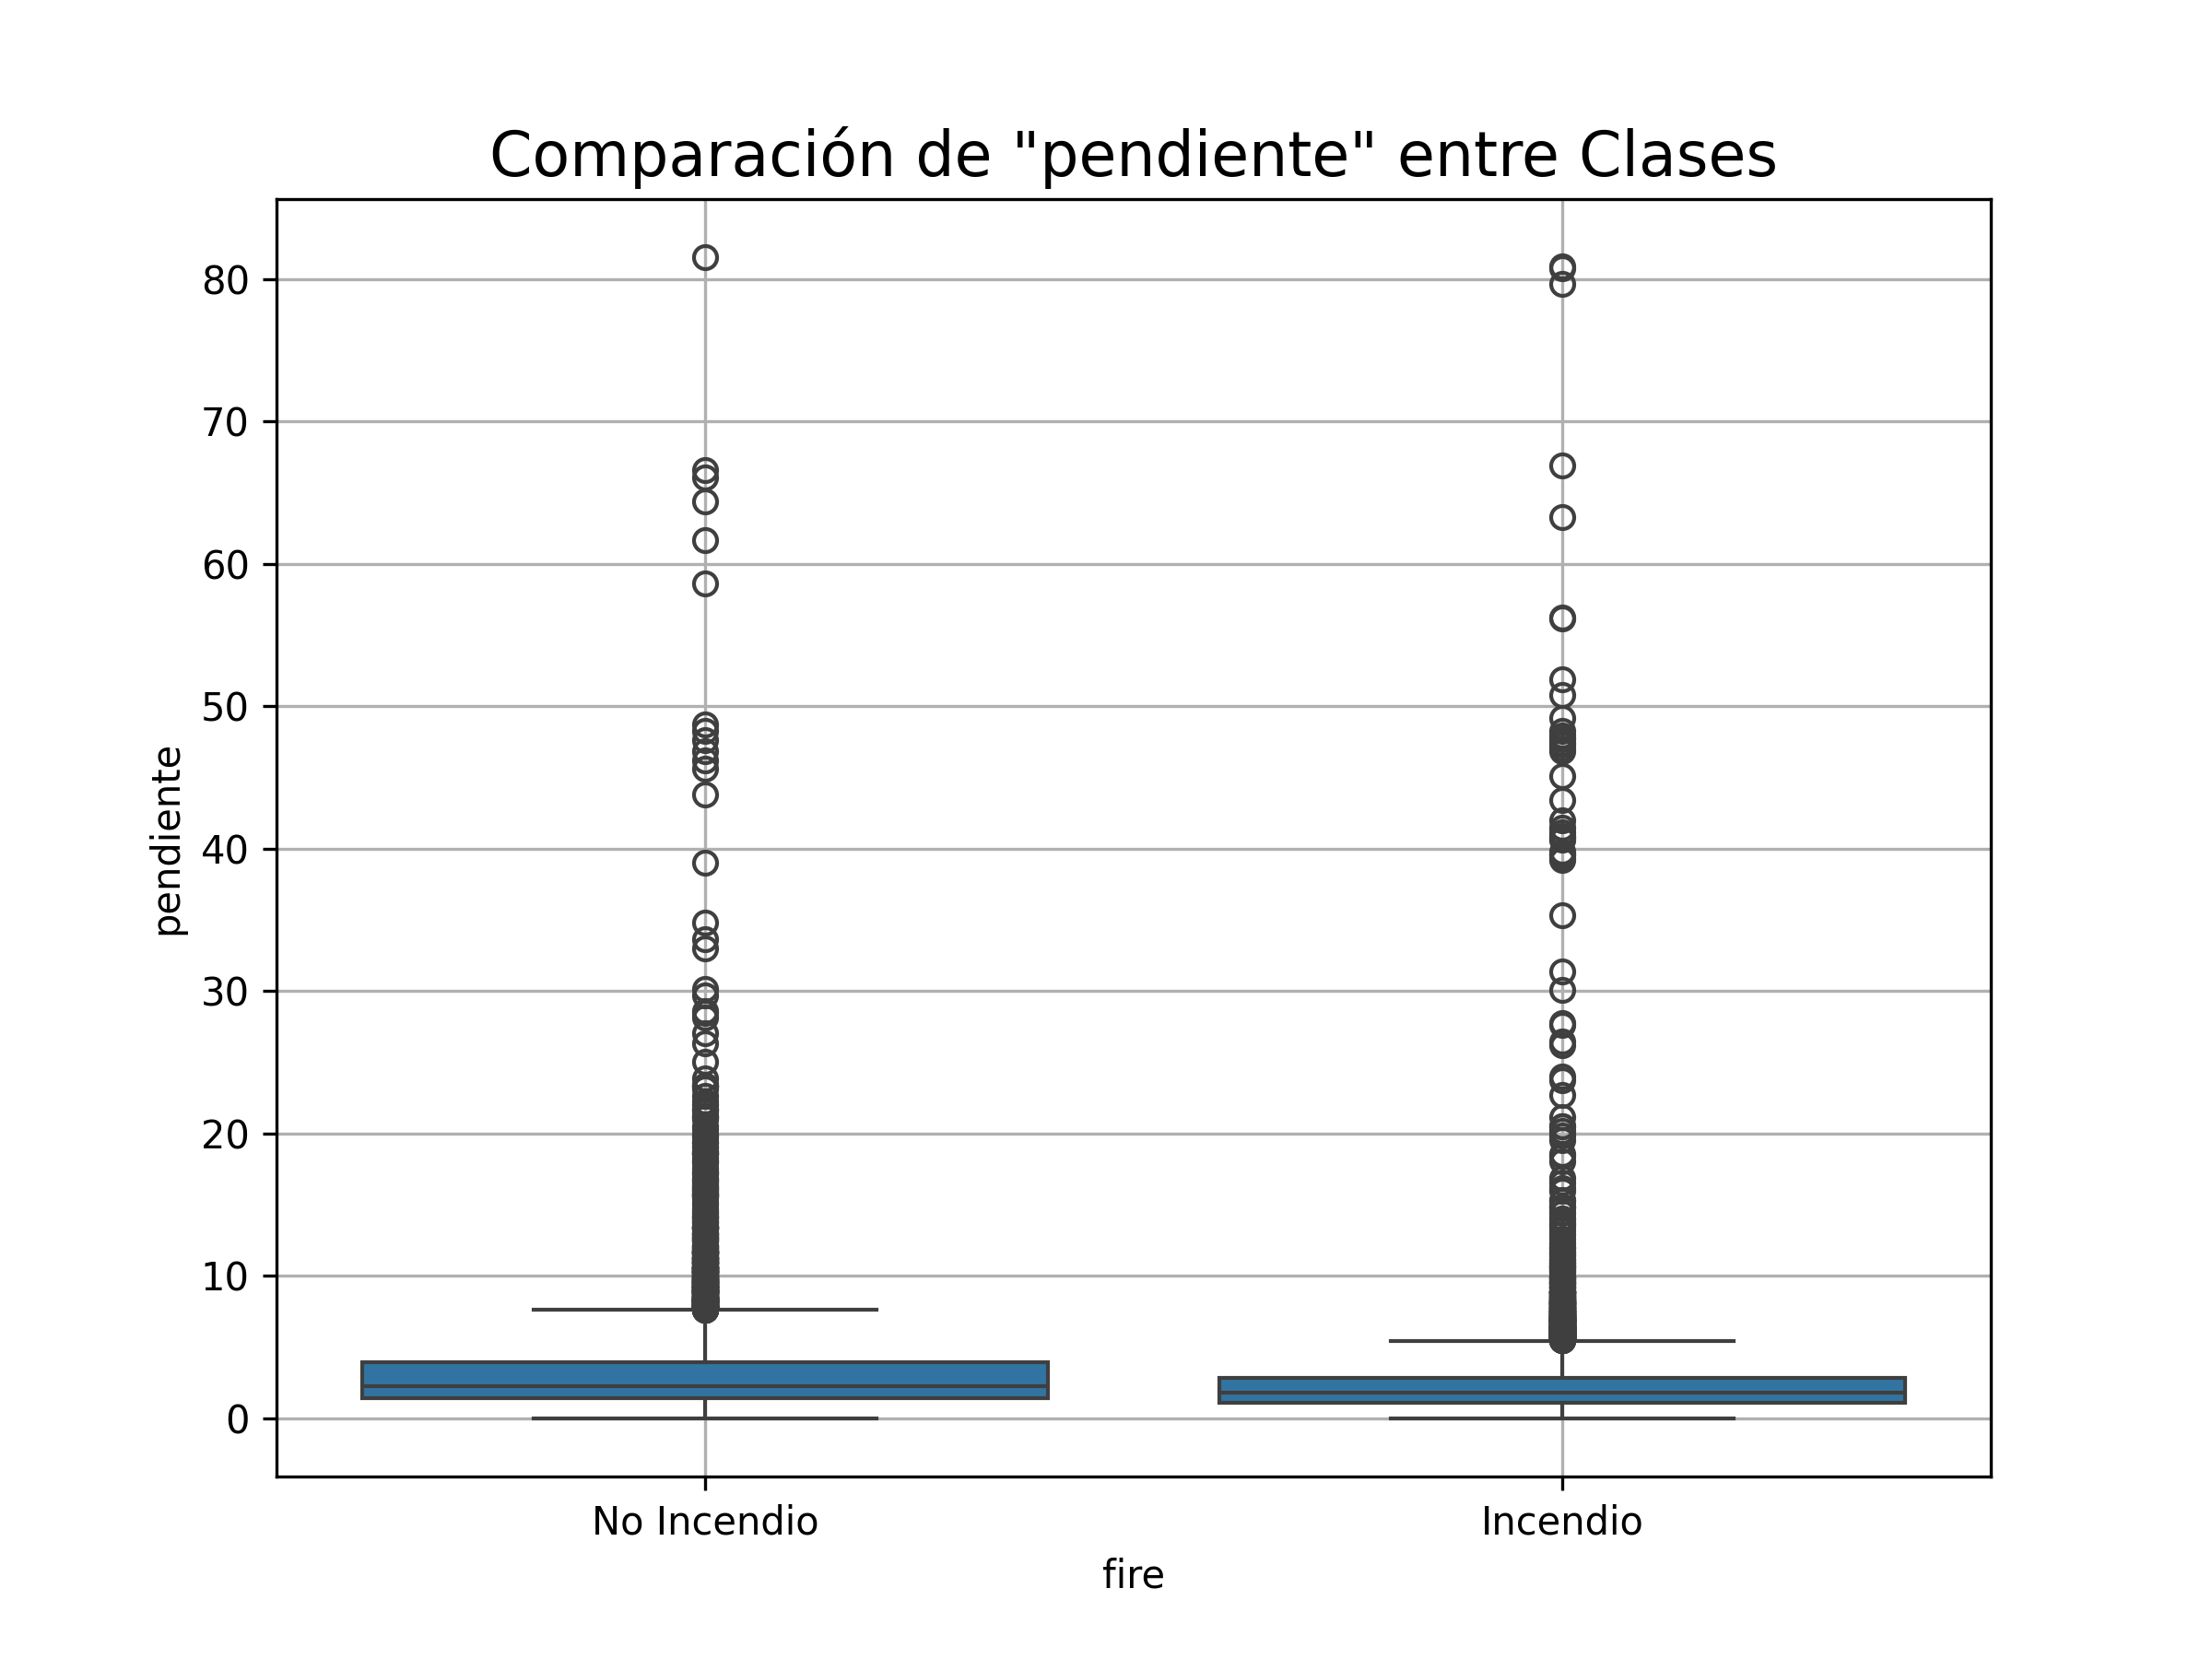 Comparación de "pendiente" entre Clases
80
70
60
50
40
30
20
10
0
pendiente
No Incendio
Incendio
fire